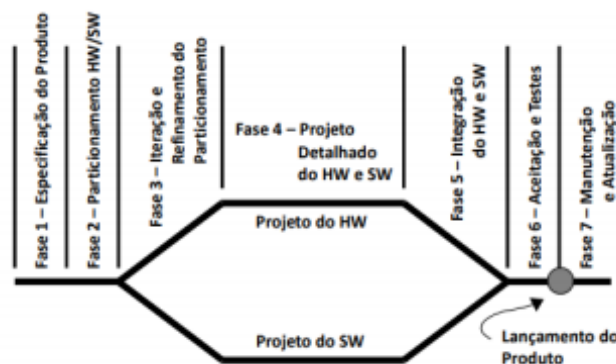 Fase 1 – Especificação do Produto
Fase 2 – Particionamento HW/SW
Fase 3 – Iteração e
Refinamento do
Particionamento
Fase 4 – Projeto
Detalhado
do HW e SW
Fase 5 – Integração
do HW e SW
Fase 6 – Aceitação e Testes
Fase 7 – Manutenção
e Atualização
Projeto do HW
Projeto do SW
Lançamento do
Produto